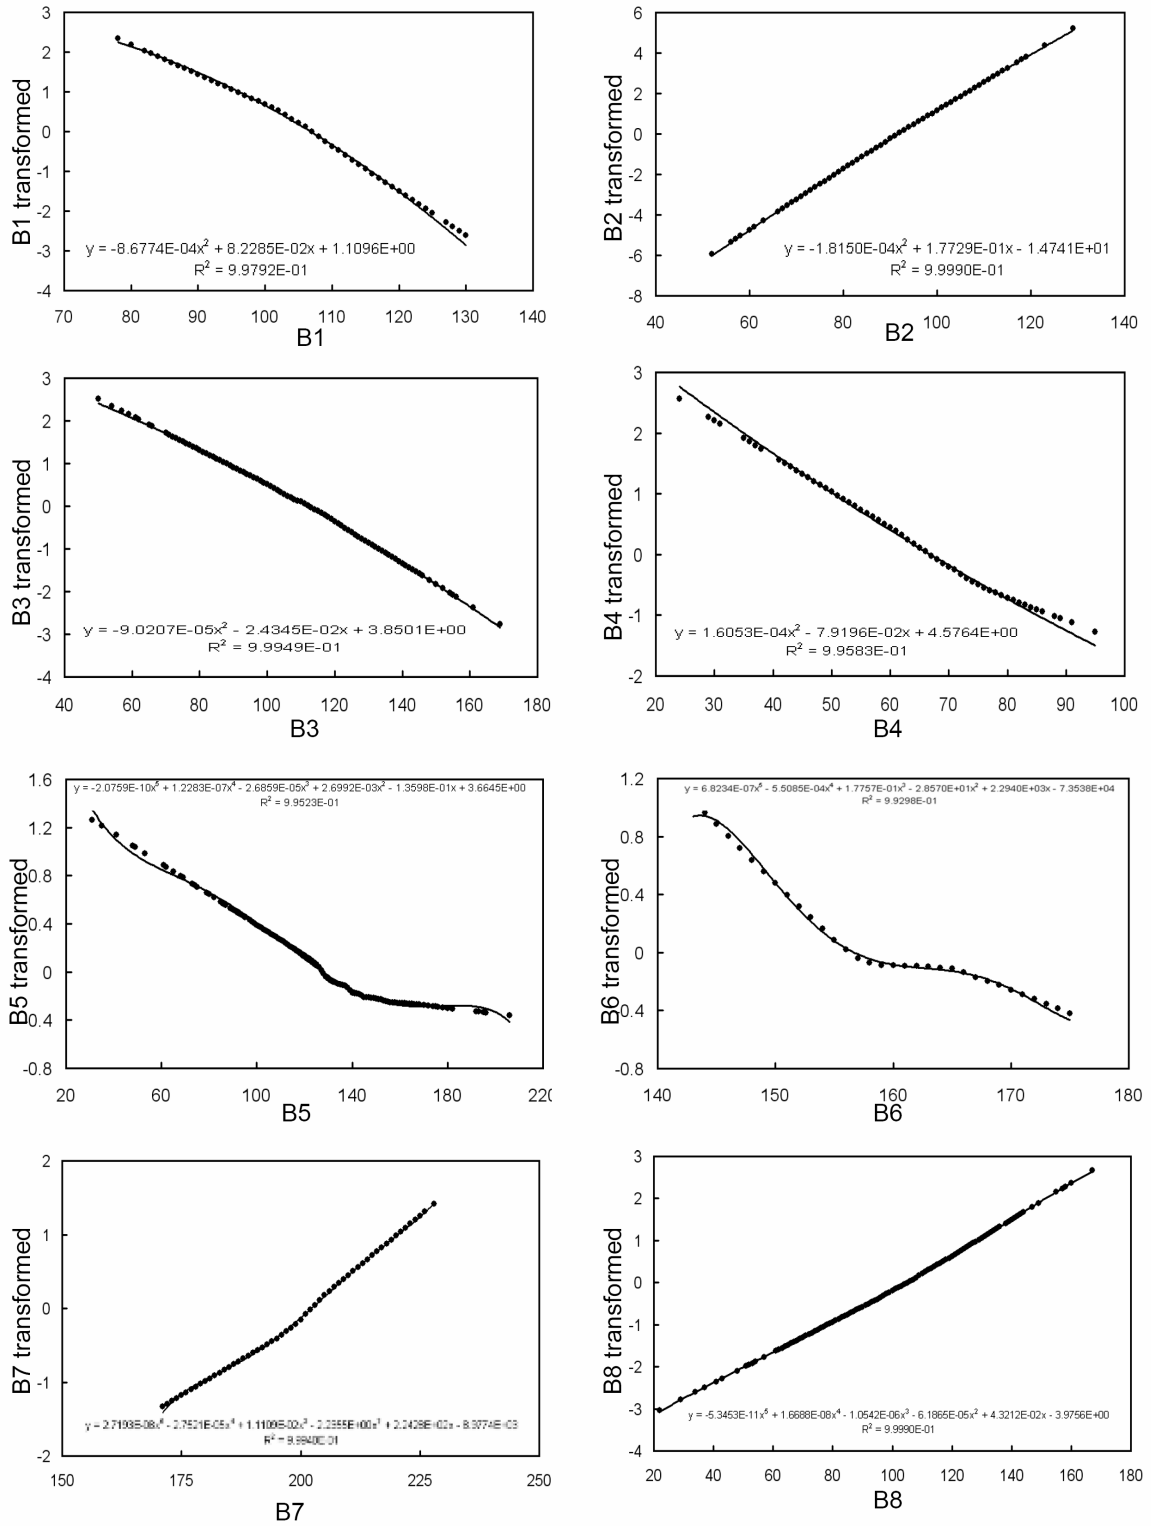 3
2
1
0
-1
-2
-3
-4
B1 transformed
y = -8.6774E-04x² + 8.2285E-02x + 1.1096E+00
R² = 9.9792E-01
70 80 90 100 110 120 130 140
B1
6
4
2
0
-2
-4
-6
-8
B2 transformed
y = -1.8150E-04x² + 1.7729E-01x - 1.4741E+01
R² = 9.9990E-01
40 60 80 100 120 140
B2
3
2
1
0
-1
-2
-3
-4
B3 transformed
y = -9.0207E-05x² - 2.4345E-02x + 3.8501E+00
R² = 9.9949E-01
40 60 80 100 120 140 160 180
B3
3
2
1
0
-1
-2
B4 transformed
y = 1.6053E-04x² - 7.9196E-02x + 4.5764E+00
R² = 9.9583E-01
20 30 40 50 60 70 80 90 100
B4
1.6
1.2
0.8
0.4
0
-0.4
-0.8
B5 transformed
y = -2.0759E-10x⁵ + 1.2283E-07x⁴ - 2.6859E-05x³ + 2.6992E-03x² - 1.3598E-01x + 3.6645E+00
R² = 9.9523E-01
20 60 100 140 180 220
B5
1.2
0.8
0.4
0
-0.4
-0.8
B6 transformed
y = 6.8234E-07x⁵ - 5.5085E-04x⁴ + 1.7757E-01x³ - 2.8570E+01x² + 2.2940E+03x - 7.3538E+04
R² = 9.9298E-01
140 150 160 170 180
B6
2
1
0
-1
-2
B7 transformed
150 175 200 225 250
B7
3
2
1
0
-1
-2
-3
-4
B8 transformed
y = -5.3453E-11x⁵ + 1.6688E-08x⁴ - 1.0542E-06x³ - 6.1865E-05x² + 4.3212E-02x - 3.9756E+00
R² = 9.9990E-01
20 40 60 80 100 120 140 160 180
B8